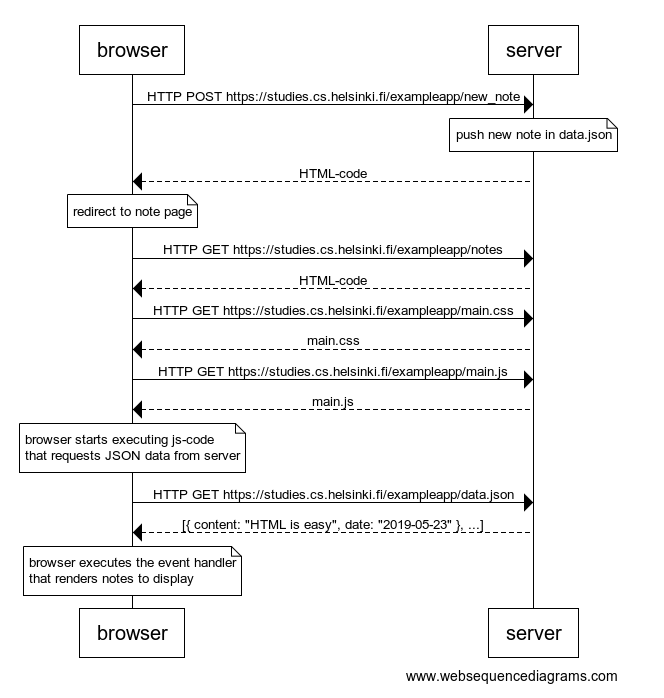 browser
server
HTTP POST https://studies.cs.helsinki.fi/exampleapp/new_note
push new note in data.json
HTML-code
redirect to note page
HTTP GET https://studies.cs.helsinki.fi/exampleapp/notes
HTML-code
HTTP GET https://studies.cs.helsinki.fi/exampleapp/main.css
main.css
HTTP GET https://studies.cs.helsinki.fi/exampleapp/main.js
main.js
browser starts executing js-code
that requests JSON data from server
HTTP GET https://studies.cs.helsinki.fi/exampleapp/data.json
[{ content: "HTML is easy", date: "2019-05-23" }, ...]
browser executes the event handler
that renders notes to display
browser
server
www.websequencediagrams.com